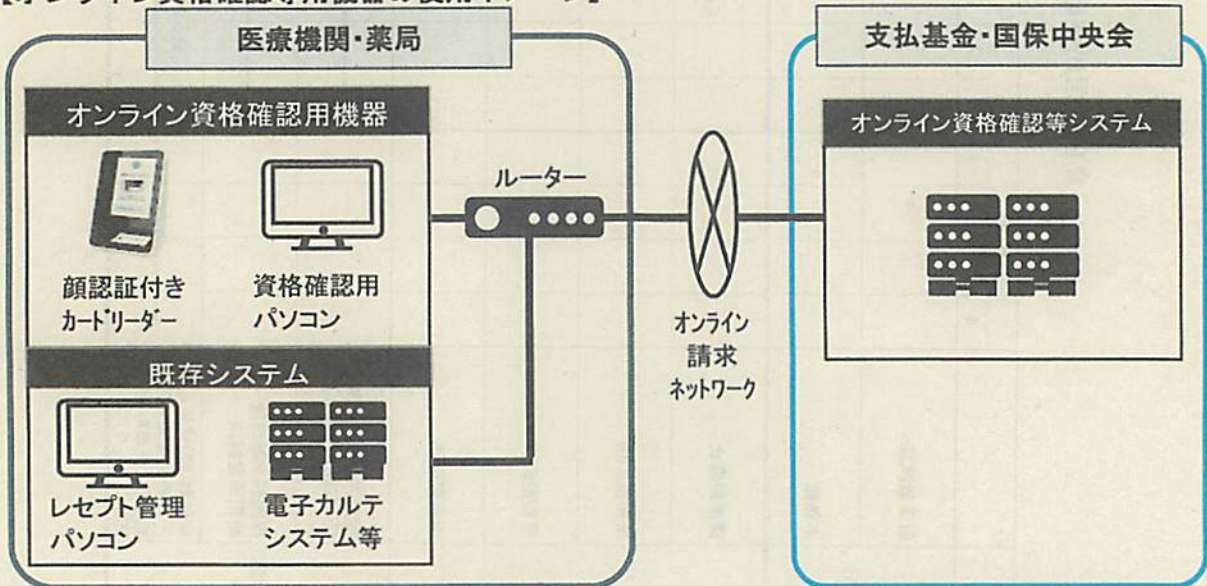 医療機関・薬局
オンライン資格確認用機器
顔認証付き
カードリーダー
資格確認用
パソコン
既存システム
レセプト管理
パソコン
電子カルテ
システム等
ルーター
オンライン
請求
ネットワーク
支払基金・国保中央会
オンライン資格確認等システム